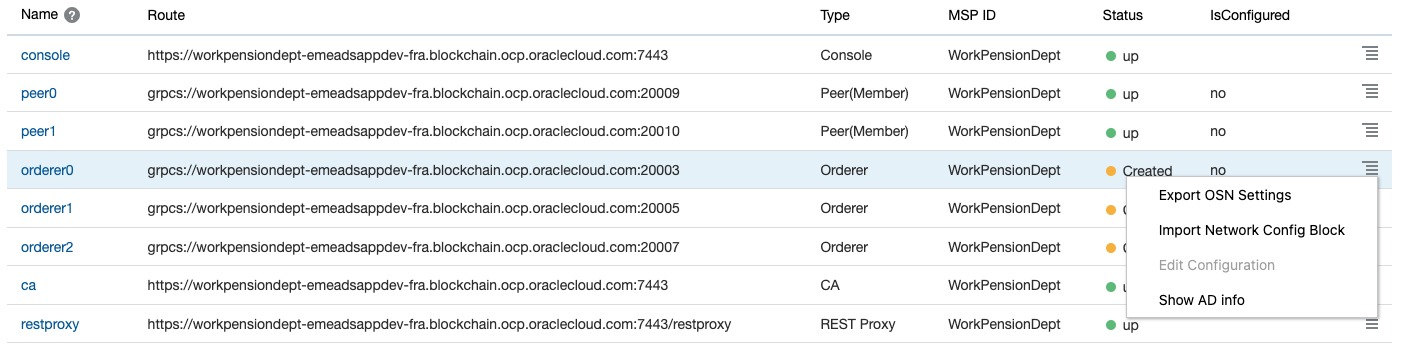 Name ? Route Type MSP ID Status IsConfigured
console https://workpensiondept-emeadsappdev-fra.blockchain.ocp.oraclecloud.com:7443 Console WorkPensionDept up
peer0 grpcs://workpensiondept-emeadsappdev-fra.blockchain.ocp.oraclecloud.com:20009 Peer(Member) WorkPensionDept up no
peer1 grpcs://workpensiondept-emeadsappdev-fra.blockchain.ocp.oraclecloud.com:20010 Peer(Member) WorkPensionDept up no
orderer0 grpcs://workpensiondept-emeadsappdev-fra.blockchain.ocp.oraclecloud.com:20003 Orderer WorkPensionDept Created no
Export OSN Settings
orderer1 grpcs://workpensiondept-emeadsappdev-fra.blockchain.ocp.oraclecloud.com:20005 Orderer WorkPensionDept
Import Network Config Block
orderer2 grpcs://workpensiondept-emeadsappdev-fra.blockchain.ocp.oraclecloud.com:20007 Orderer WorkPensionDept
Edit Configuration
ca https://workpensiondept-emeadsappdev-fra.blockchain.ocp.oraclecloud.com:7443 CA WorkPensionDept
Show AD info
restproxy https://workpensiondept-emeadsappdev-fra.blockchain.ocp.oraclecloud.com:7443/restproxy REST Proxy WorkPensionDept up